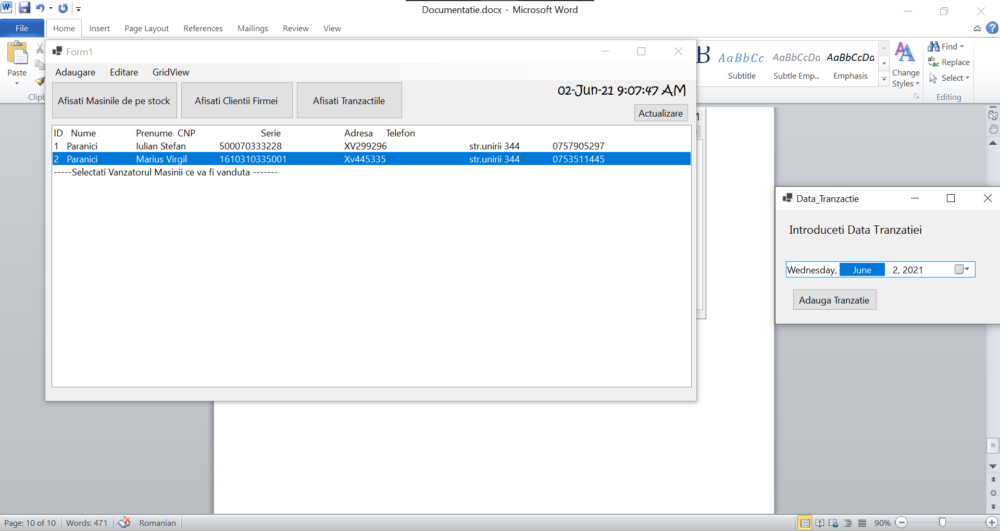 Documentatie.docx - Microsoft Word
File Home Insert Page Layout References Mailings Review View
Paste
Form1
Adaugare Editare GridView
Afisati Masinile de pe stock Afisati Clientii Firmei Afisati Tranzactiile
02-Jun-21 9:07:47 AM
Actualizare
ID Nume Prenume CNP Serie Adresa Telefon
1 Paranici Iulian Stefan 500070333228 XV299296 str.unirii 344 0757905297
2 Paranici Marius Virgil 1610310335001 Xv445335 str.unirii 344 0753511445
-----Selectati Vanzatorul Masinii ce va fi vanduta -------
AaBbCc. AaBbCcDa AaBbCcDa
Subtitle Subtle Emp... Emphasis
Change Styles
Find
Replace
Select
Editing
Data_Tranzactie
Introduceti Data Tranzatiei
Wednesday, June 2, 2021
Adauga Tranzatie
Page: 10 of 10 Words: 471 Romanian 90%